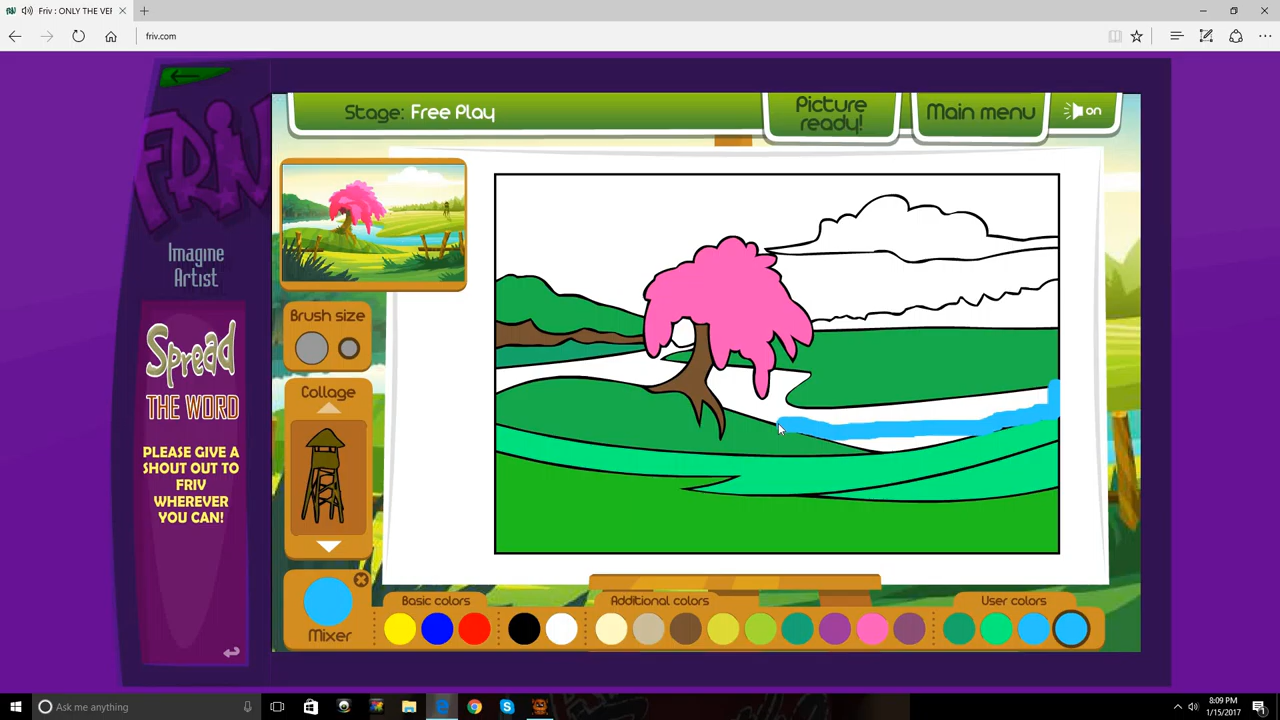 Friv : ONLY THE VER
friv.com
FRIV
Stage: Free Play
Picture
ready!
Main menu
on
Imagine
Artist
Spread
THE WORD
PLEASE GIVE A
SHOUT OUT TO
FRIV
WHEREVER
YOU CAN!
Brush size
Collage
Mixer
Basic colors
Additional colors
User colors
Ask me anything
8:09 PM
1/15/2017